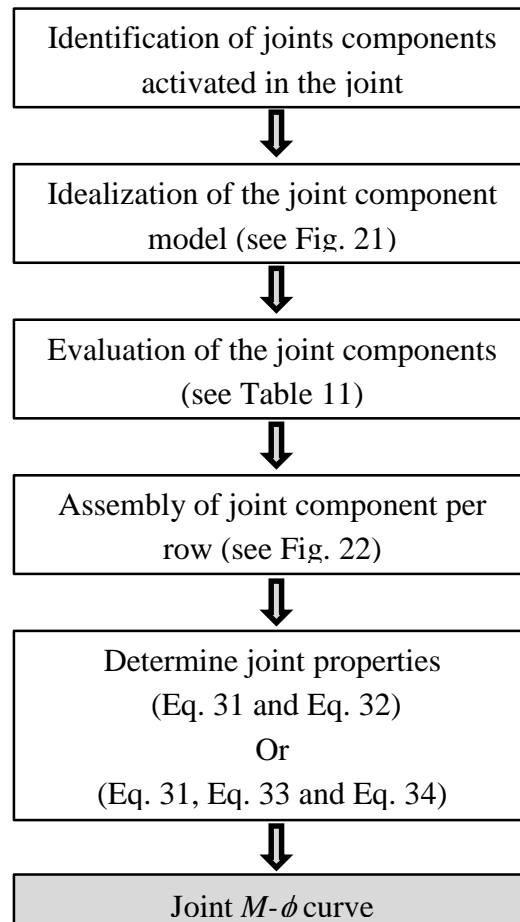 Identification of joints components
activated in the joint
Idealization of the joint component
model (see Fig. 21)
Evaluation of the joint components
(see Table 11)
Assembly of joint component per
row (see Fig. 22)
Determine joint properties
(Eq. 31 and Eq. 32)
Or
(Eq. 31, Eq. 33 and Eq. 34)
Joint M-ϕ curve